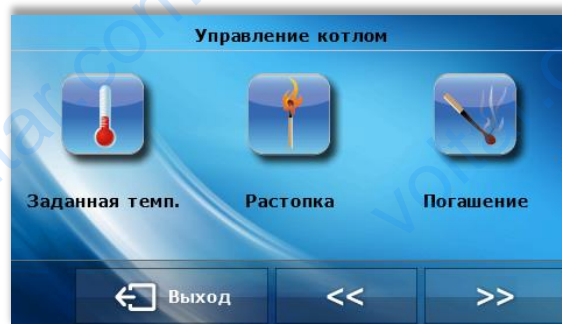 Управление котлом
Заданная темп. Растопка Погашение
Выход << >>